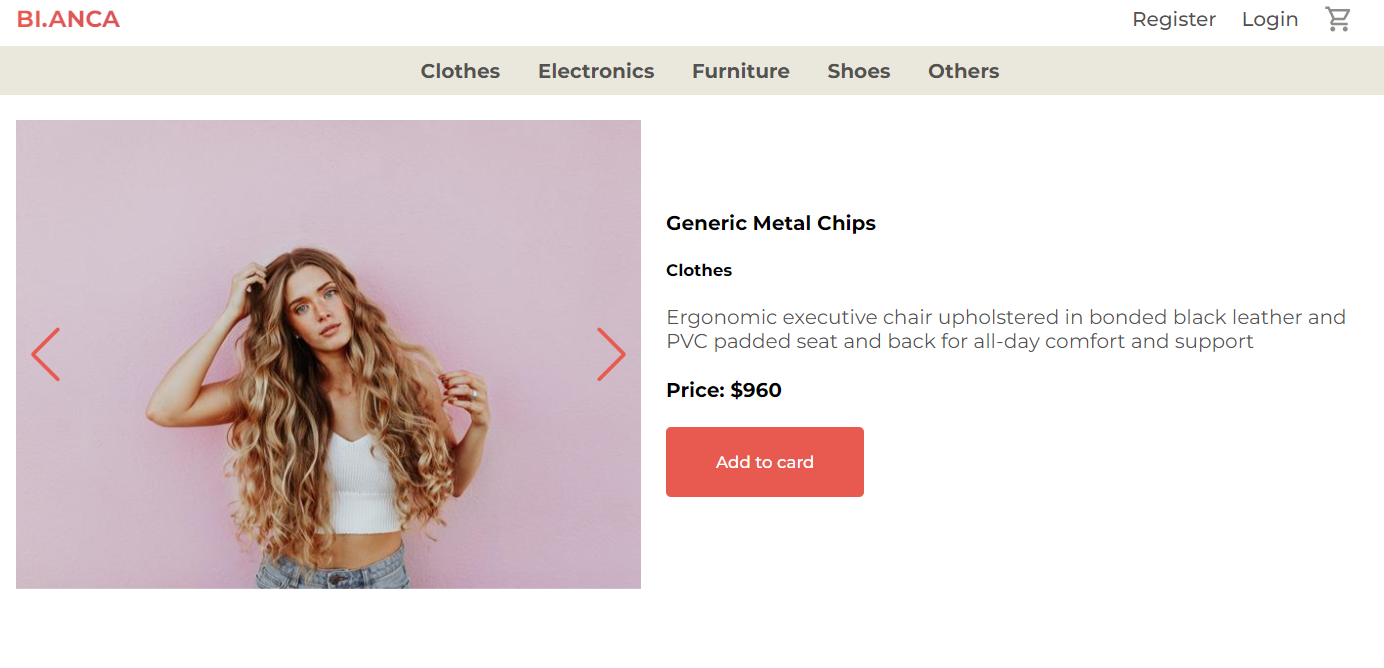 BI.ANCA
Register Login
Clothes Electronics Furniture Shoes Others
Generic Metal Chips
Clothes
Ergonomic executive chair upholstered in bonded black leather and
PVC padded seat and back for all-day comfort and support
Price: $960
Add to card